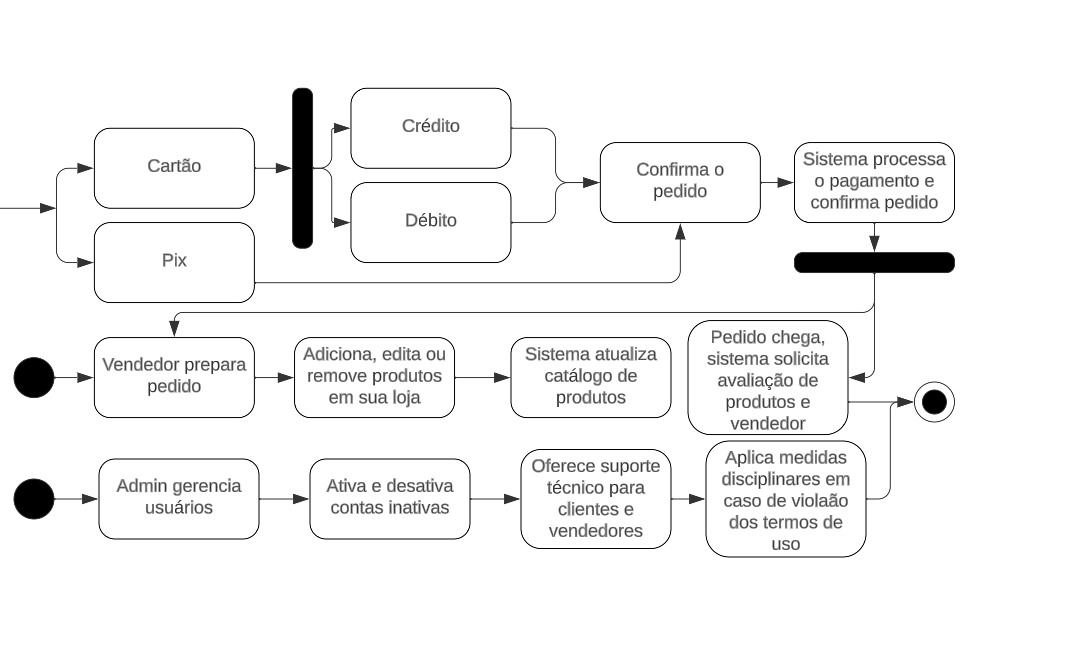 Cartão
Crédito
Débito
Pix
Confirma o
pedido
Sistema processa
o pagamento e
confirma pedido
Vendedor prepara
pedido
Adiciona, edita ou
remove produtos
em sua loja
Sistema atualiza
catálogo de
produtos
Pedido chega,
sistema solicita
avaliação de
produtos e
vendedor
Admin gerencia
usuários
Ativa e desativa
contas inativas
Oferece suporte
técnico para
clientes e
vendedores
Aplica medidas
disciplinares em
caso de violaão
dos termos de
uso